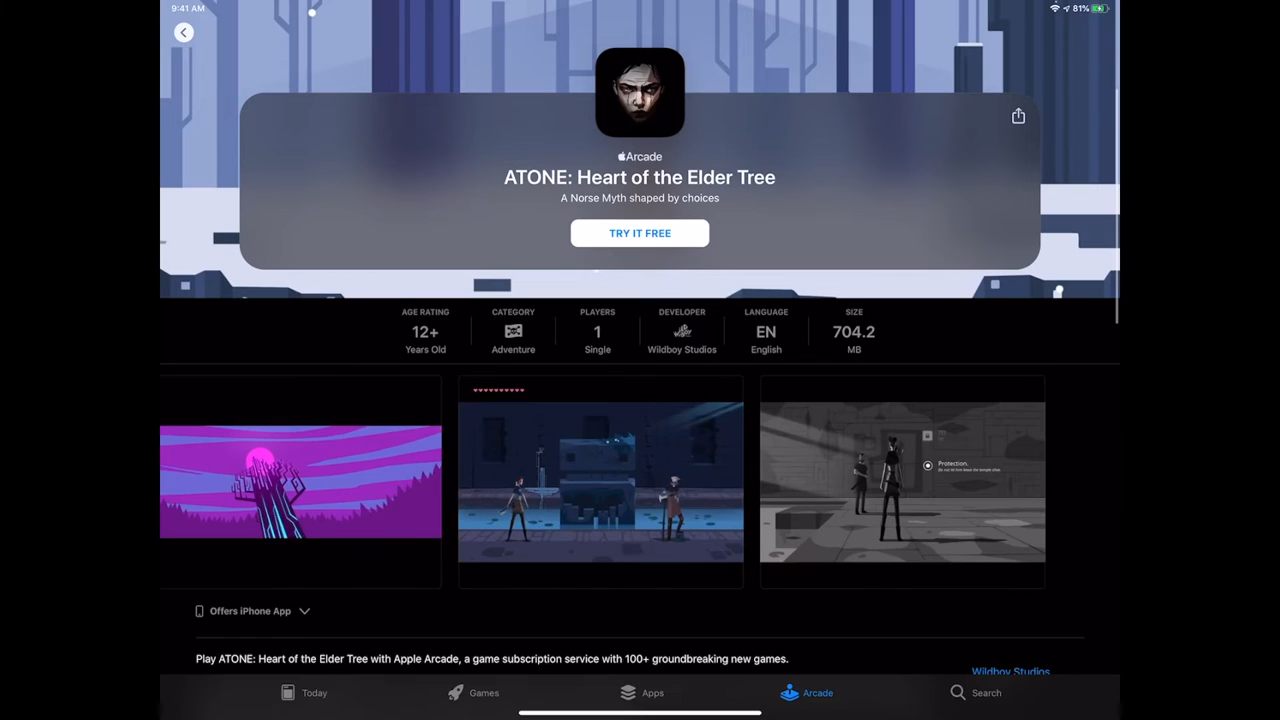 9:41 AM
81%
Arcade
ATONE: Heart of the Elder Tree
A Norse Myth shaped by choices
TRY IT FREE
AGE RATING
12+
Years Old
CATEGORY
Adventure
PLAYERS
1
Single
DEVELOPER
Wildboy Studios
LANGUAGE
EN
English
SIZE
704.2
MB
Protection.
Offers iPhone App
Play ATONE: Heart of the Elder Tree with Apple Arcade, a game subscription service with 100+ groundbreaking new games.
Wildboy Studios
Today
Games
Apps
Arcade
Search